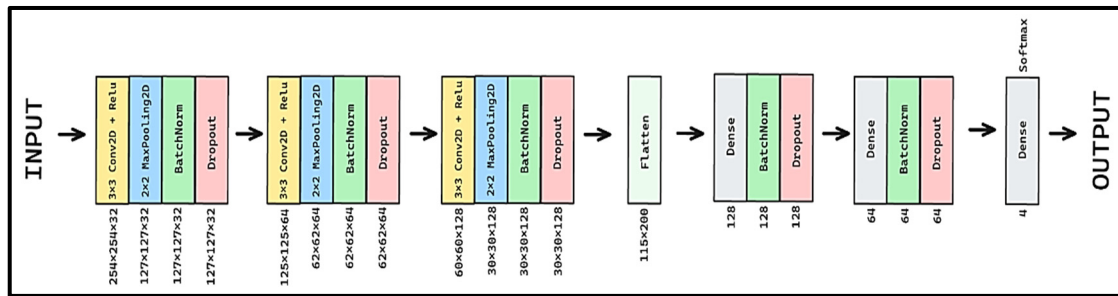 INPUT
3×3 Conv2D + Relu
2×2 MaxPooling2D
BatchNorm
Dropout
254×254×32
127×127×32
127×127×32
127×127×32
3×3 Conv2D + Relu
2×2 MaxPooling2D
BatchNorm
Dropout
125×125×64
62×62×64
62×62×64
62×62×64
3×3 Conv2D + Relu
2×2 MaxPooling2D
BatchNorm
Dropout
60×60×128
30×30×128
30×30×128
30×30×128
Flatten
115×200
Dense
BatchNorm
Dropout
128
128
128
Dense
BatchNorm
Dropout
64
64
64
Softmax
Dense
4
OUTPUT